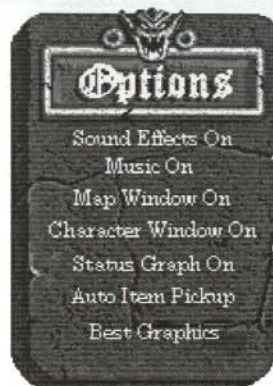 Options
Sound Effects On
Music On
Map Window On
Character Window On
Status Graph On
Auto Item Pickup
Best Graphics